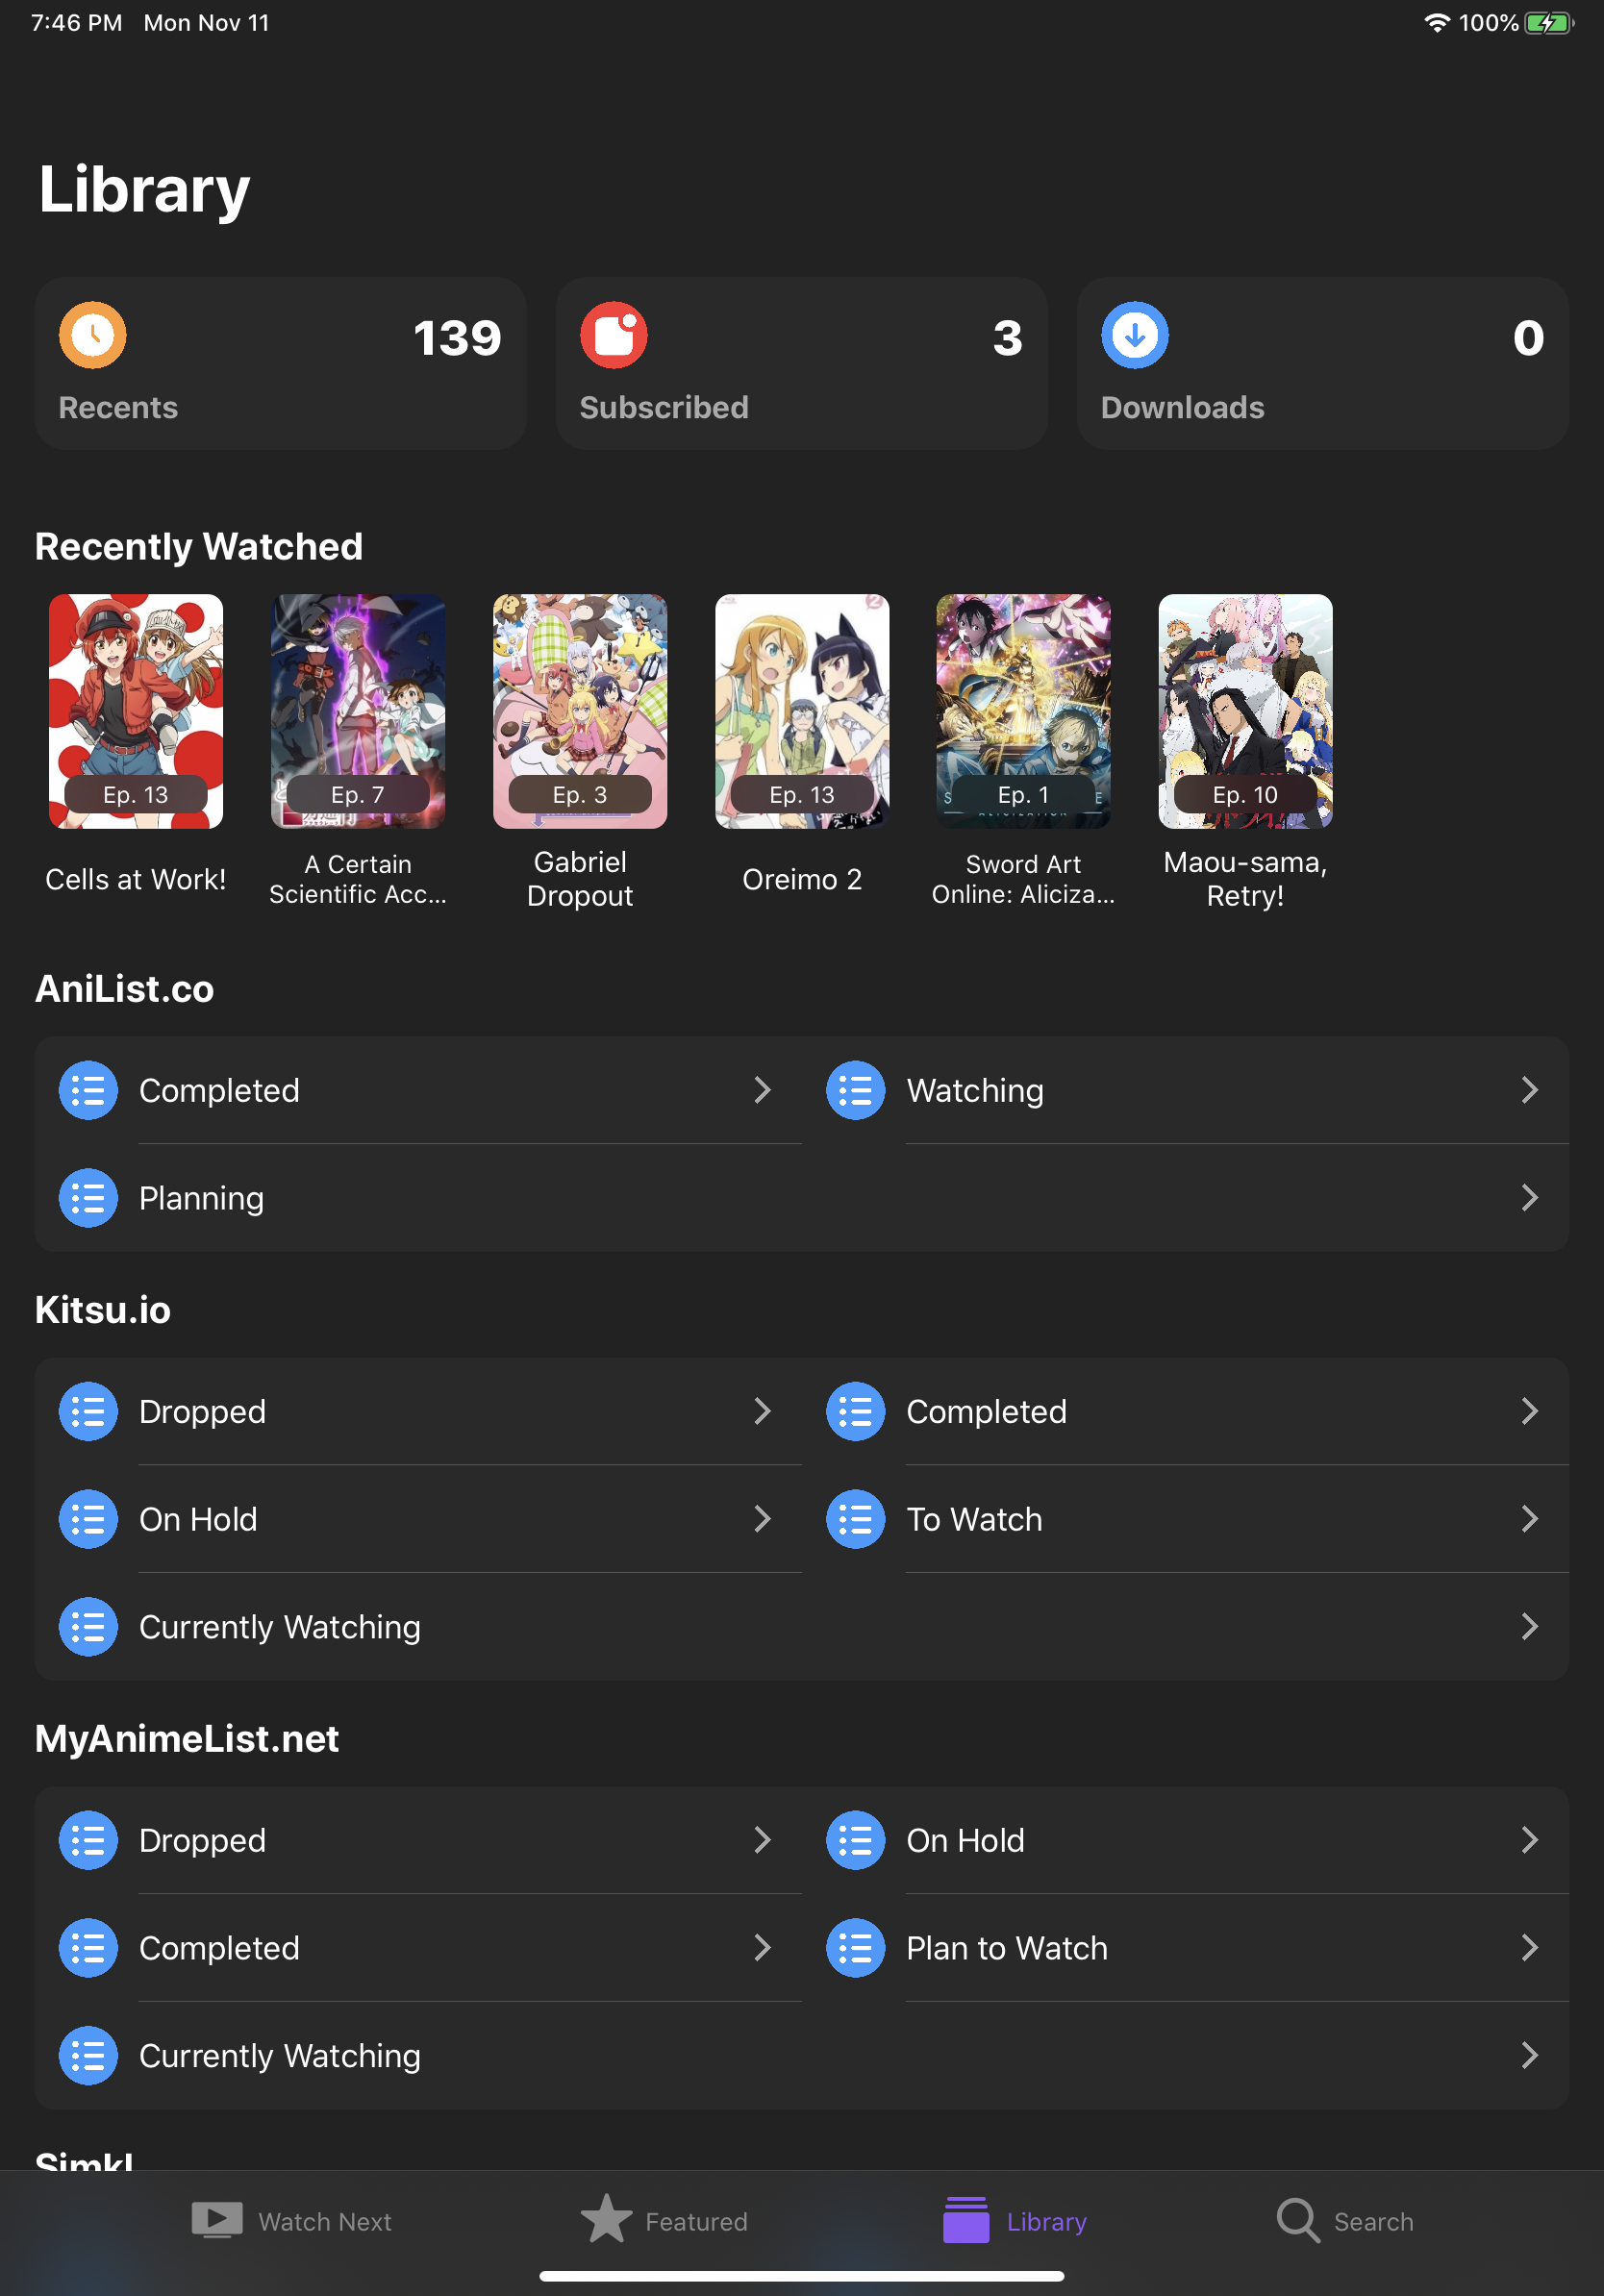 7:46 PM Mon Nov 11
100%
Library
139
Recents
3
Subscribed
0
Downloads
Recently Watched
Ep. 13
Ep. 7
Ep. 3
Ep. 13
Ep. 1
Ep. 10
Cells at Work!
A Certain
Scientific Acc...
Gabriel
Dropout
Oreimo 2
Sword Art
Online: Aliciza...
Maou-sama,
Retry!
AniList.co
Completed
Watching
Planning
Kitsu.io
Dropped
Completed
On Hold
To Watch
Currently Watching
MyAnimeList.net
Dropped
On Hold
Completed
Plan to Watch
Currently Watching
Simkl
Watch Next
Featured
Library
Search